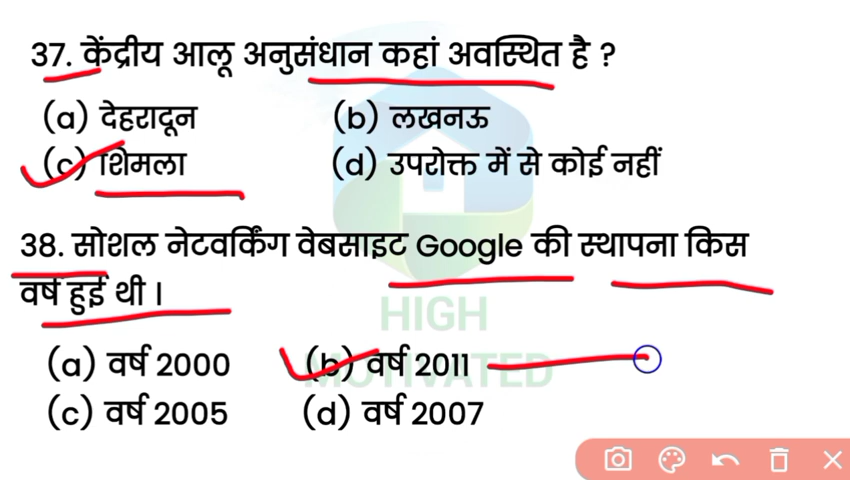 37. केंद्रीय आलू अनुसंधान कहां अवस्थित है ?
(a) देहरादून (b) लखनऊ
(c) शिमला (d) उपरोक्त में से कोई नहीं
38. सोशल नेटवर्किंग वेबसाइट Google की स्थापना किस
वर्ष हुई थी ।
HIGH
(a) वर्ष 2000 (b) वर्ष 2011
MOTIVATED
(c) वर्ष 2005 (d) वर्ष 2007